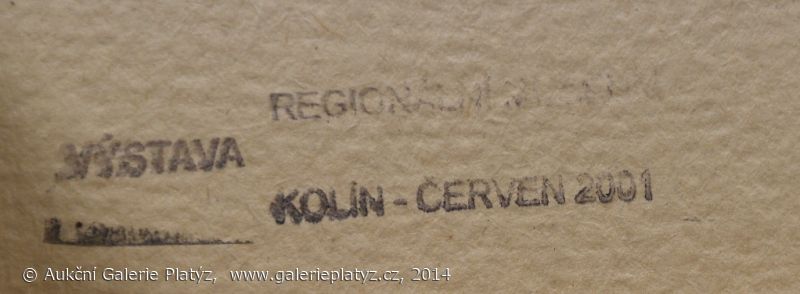 REGIONÁLNÍ
VÝSTAVA
KOLÍN - ČERVEN 2001
© Aukční Galerie Platýz, www.galerieplatyz.cz, 2014